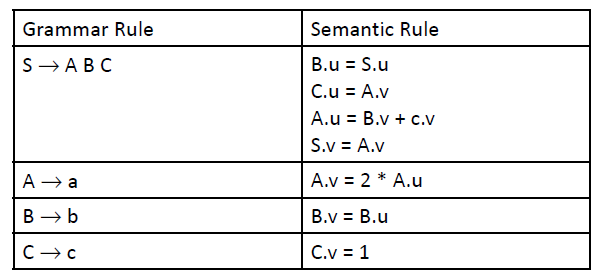 Grammar Rule Semantic Rule
S → A B C B.u = S.u
C.u = A.v
A.u = B.v + c.v
S.v = A.v
A → a A.v = 2 * A.u
B → b B.v = B.u
C → c C.v = 1